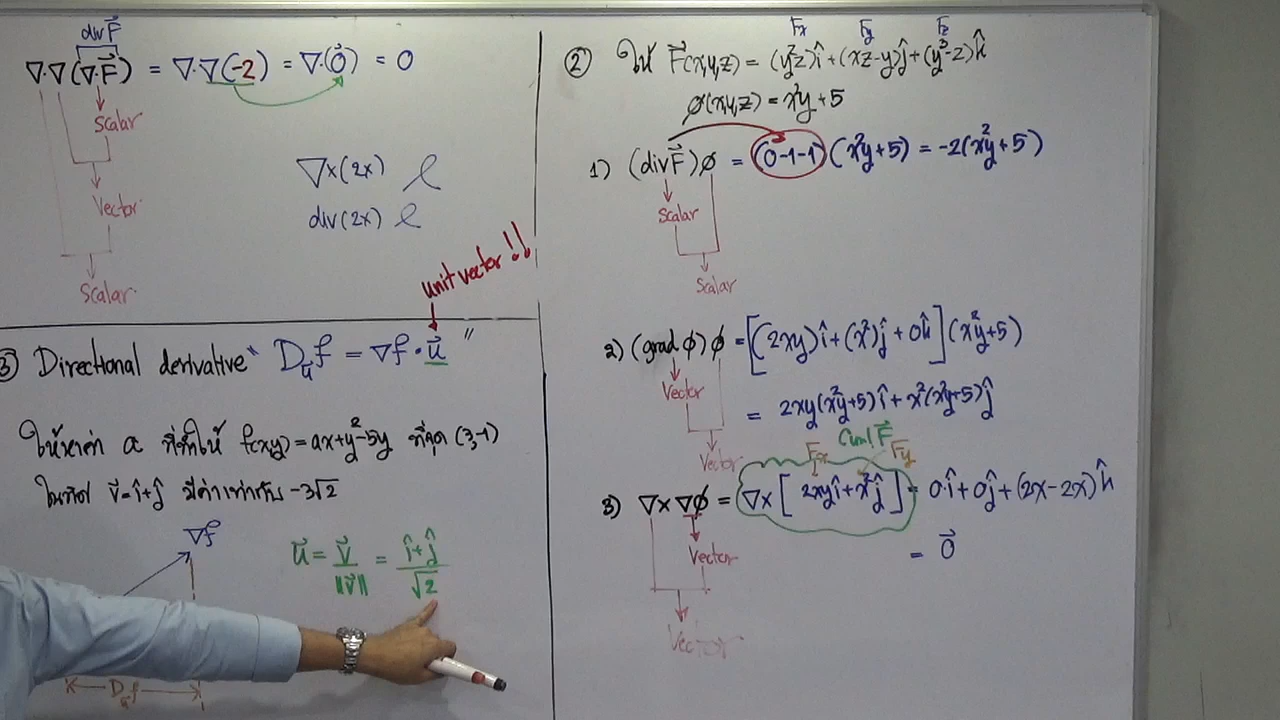 div F⃗
∇·∇(∇·F⃗) = ∇·∇(-2) = ∇·(0⃗) = 0
Scalar
Vector
Scalar
∇×(2x)
div(2x)
unit vector!!
③ Directional derivative " D_u⃗ f = ∇f · u⃗ "
ให้หาค่า a ที่ทำให้ f(x,y) = ax+y²-5y ที่จุด (3,-1)
ในทิศ v⃗ = î+ĵ มีค่าเท่ากับ -3√2
∇f
u⃗ = v⃗/‖v⃗‖ = (î+ĵ)/√2
D_u⃗ f
Fx Fy Fz
② ให้ F⃗(x,y,z) = (y²z)î+(xz-y)ĵ+(y³-z)k̂
ø(x,y,z) = x²y+5
1) (div F⃗)ø = (0-1-1)(x²y+5) = -2(x²y+5)
Scalar
Scalar
2) (grad ø)ø = [(2xy)î+(x²)ĵ+0k̂](x²y+5)
Vector
= 2xy(x²y+5)î + x²(x²y+5)ĵ
Vector
Curl F⃗
Fx Fy
3) ∇×∇ø = ∇×[2xyî+x²ĵ] = 0·î+0ĵ+(2x-2x)k̂
Vector
= 0⃗
Vector